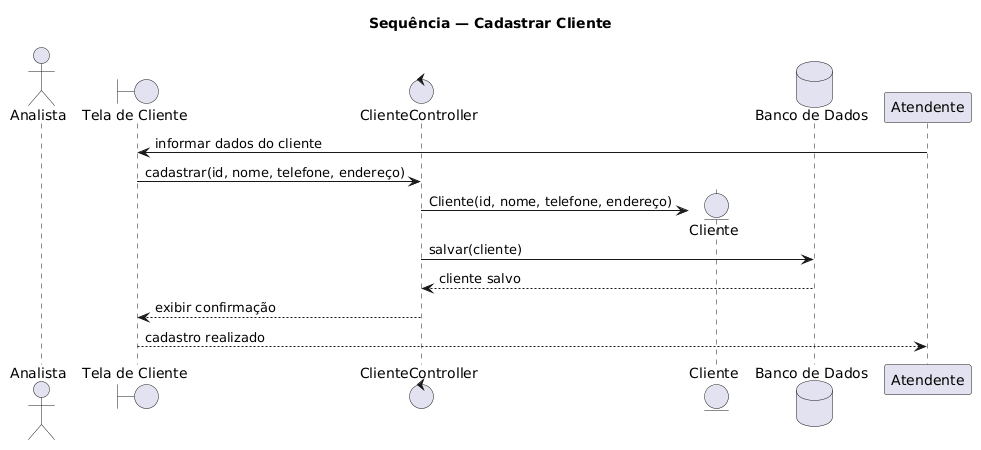 Sequência — Cadastrar Cliente
Analista
Tela de Cliente
ClienteController
Banco de Dados
Atendente
informar dados do cliente
cadastrar(id, nome, telefone, endereço)
Cliente(id, nome, telefone, endereço)
Cliente
salvar(cliente)
cliente salvo
exibir confirmação
cadastro realizado
Analista
Tela de Cliente
ClienteController
Cliente
Banco de Dados
Atendente